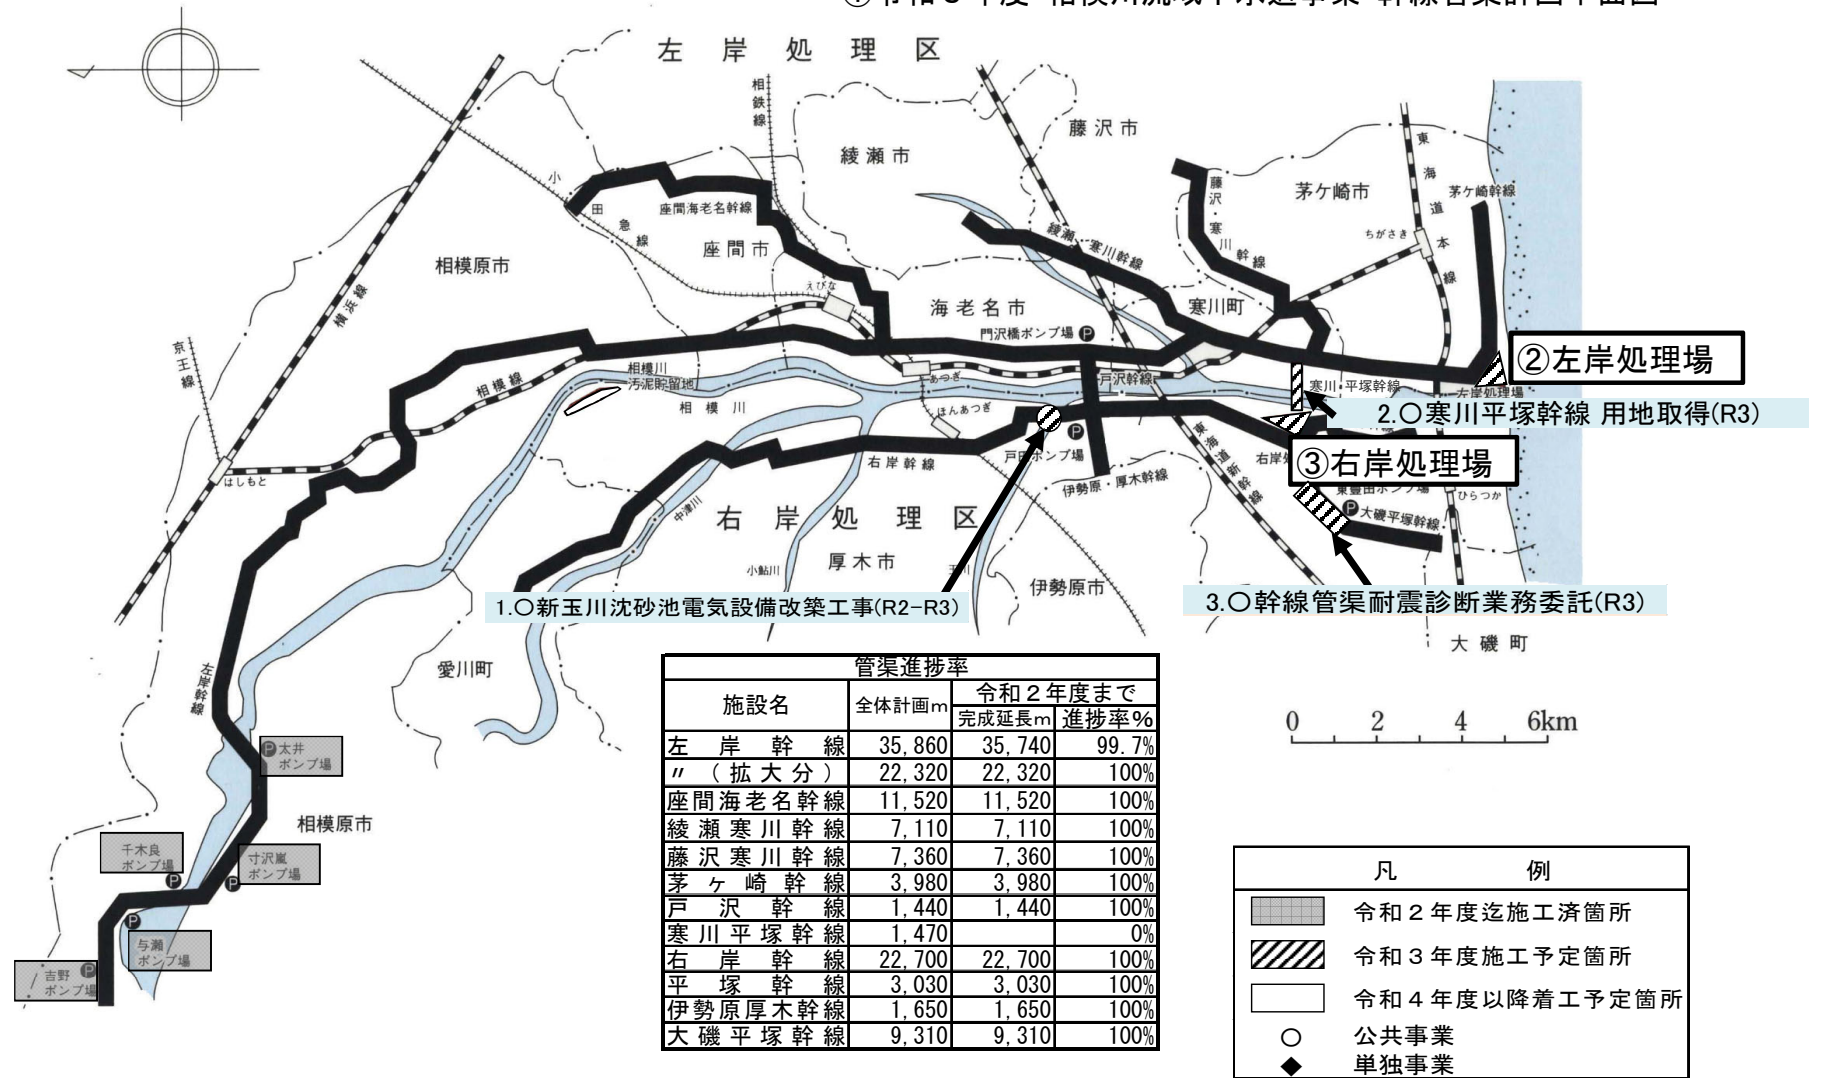 左岸処理区
相鉄線
藤沢市
綾瀬市
東海道本線
茅ケ崎市
茅ケ崎幹線
藤沢・寒川幹線
小田急線
座間海老名幹線
座間市
ちがさき
綾瀬・寒川幹線
相模原市
横浜線
えびな
海老名市
寒川町
門沢橋ポンプ場 P
京王線
②左岸処理場
相模川
汚泥貯留地
相模線
あつぎ
戸沢幹線
寒川・平塚幹線
左岸処理場
相模川
ほんあつぎ
2.○寒川平塚幹線 用地取得(R3)
P
東海道新幹線
右岸幹線
③右岸処理場
はしもと
伊勢原・厚木幹線
東豊田ポンプ場
ひらつか
中津川
右岸処理区
P
大磯平塚幹線
厚木市
小鮎川
伊勢原市
1.○新玉川沈砂池電気設備改築工事(R2-R3)
3.○幹線管渠耐震診断業務委託(R3)
大磯町
愛川町
左岸幹線
管渠進捗率
施設名 全体計画m 令和２年度まで
完成延長m 進捗率%
左岸幹線 35,860 35,740 99.7%
〃（拡大分） 22,320 22,320 100%
座間海老名幹線 11,520 11,520 100%
綾瀬寒川幹線 7,110 7,110 100%
藤沢寒川幹線 7,360 7,360 100%
茅ヶ崎幹線 3,980 3,980 100%
戸沢幹線 1,440 1,440 100%
寒川平塚幹線 1,470 0%
右岸幹線 22,700 22,700 100%
平塚幹線 3,030 3,030 100%
伊勢原厚木幹線 1,650 1,650 100%
大磯平塚幹線 9,310 9,310 100%
0 2 4 6km
P 太井
ポンプ場
相模原市
千木良
ポンプ場
P
寸沢嵐
ポンプ場
P
P
与瀬
ポンプ場
吉野 P
ポンプ場
凡例
令和２年度迄施工済箇所
令和３年度施工予定箇所
令和４年度以降着工予定箇所
○ 公共事業
◆ 単独事業